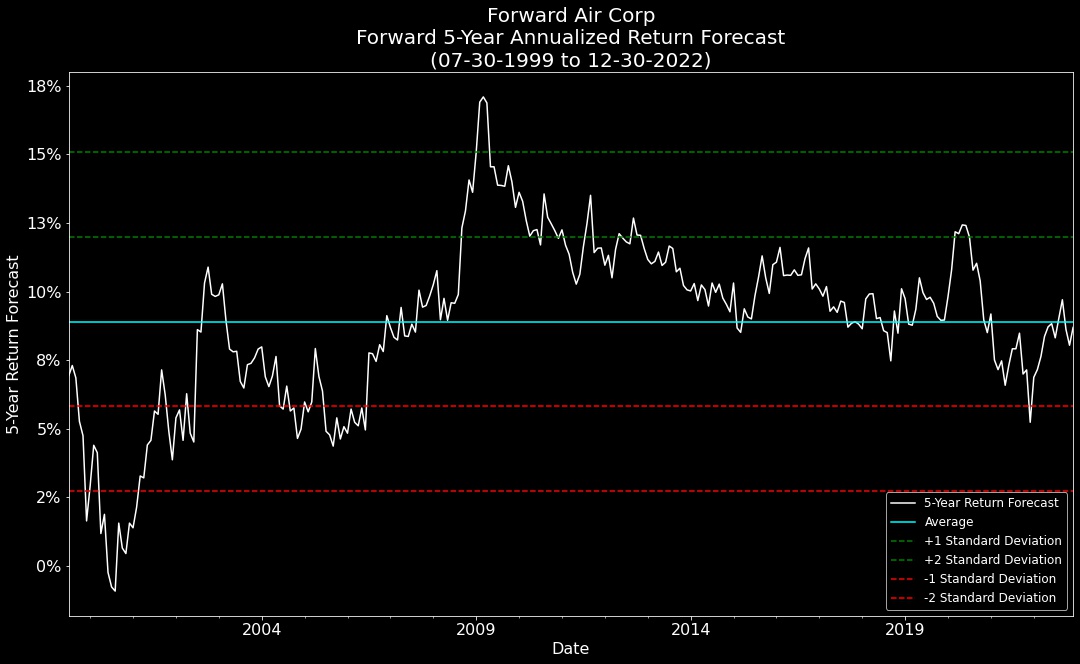 Forward Air Corp
Forward 5-Year Annualized Return Forecast
(07-30-1999 to 12-30-2022)
18%
15%
13%
10%
8%
5%
2%
0%
5-Year Return Forecast
5-Year Return Forecast
Average
+1 Standard Deviation
+2 Standard Deviation
-1 Standard Deviation
-2 Standard Deviation
2004
2009
2014
2019
Date